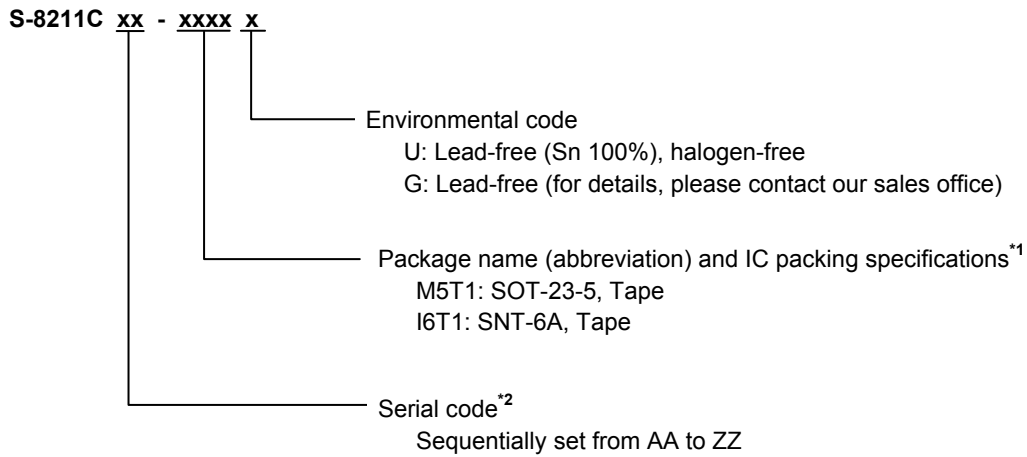 S-8211C xx - xxxx x
Environmental code
U: Lead-free (Sn 100%), halogen-free
G: Lead-free (for details, please contact our sales office)
Package name (abbreviation) and IC packing specifications*1
M5T1: SOT-23-5, Tape
I6T1: SNT-6A, Tape
Serial code*2
Sequentially set from AA to ZZ